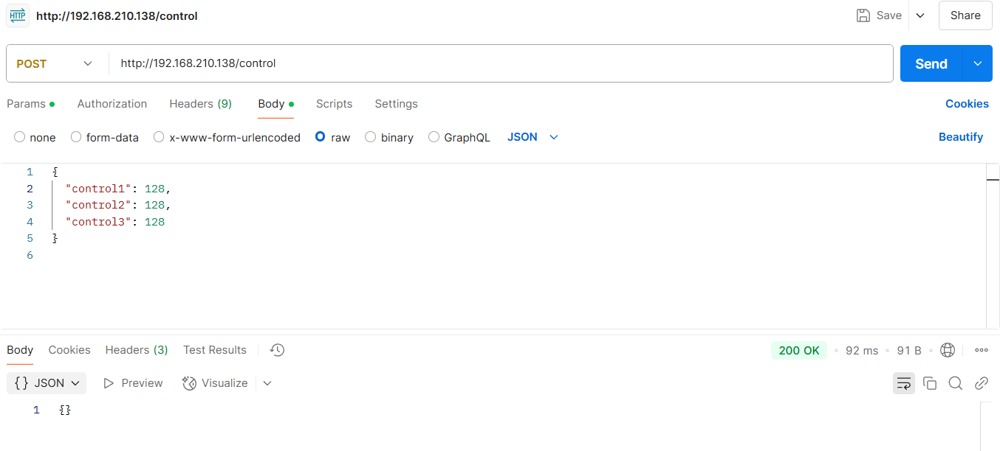 HTTP http://192.168.210.138/control Save Share
POST http://192.168.210.138/control Send
Params Authorization Headers (9) Body Scripts Settings Cookies
none form-data x-www-form-urlencoded raw binary GraphQL JSON Beautify
1 {
2 "control1": 128,
3 "control2": 128,
4 "control3": 128
5 }
6
Body Cookies Headers (3) Test Results 200 OK • 92 ms • 91 B •
{} JSON Preview Visualize
1 {}